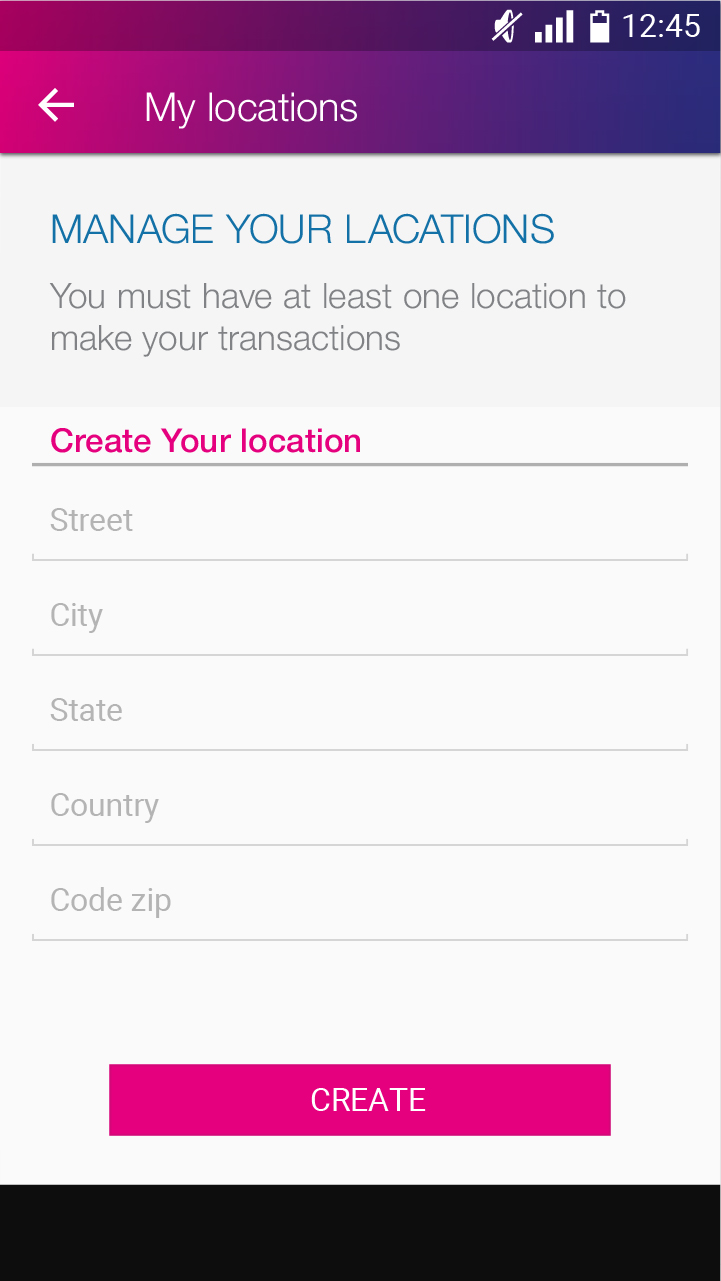 12:45
My locations
MANAGE YOUR LACATIONS
You must have at least one location to
make your transactions
Create Your location
Street
City
State
Country
Code zip
CREATE